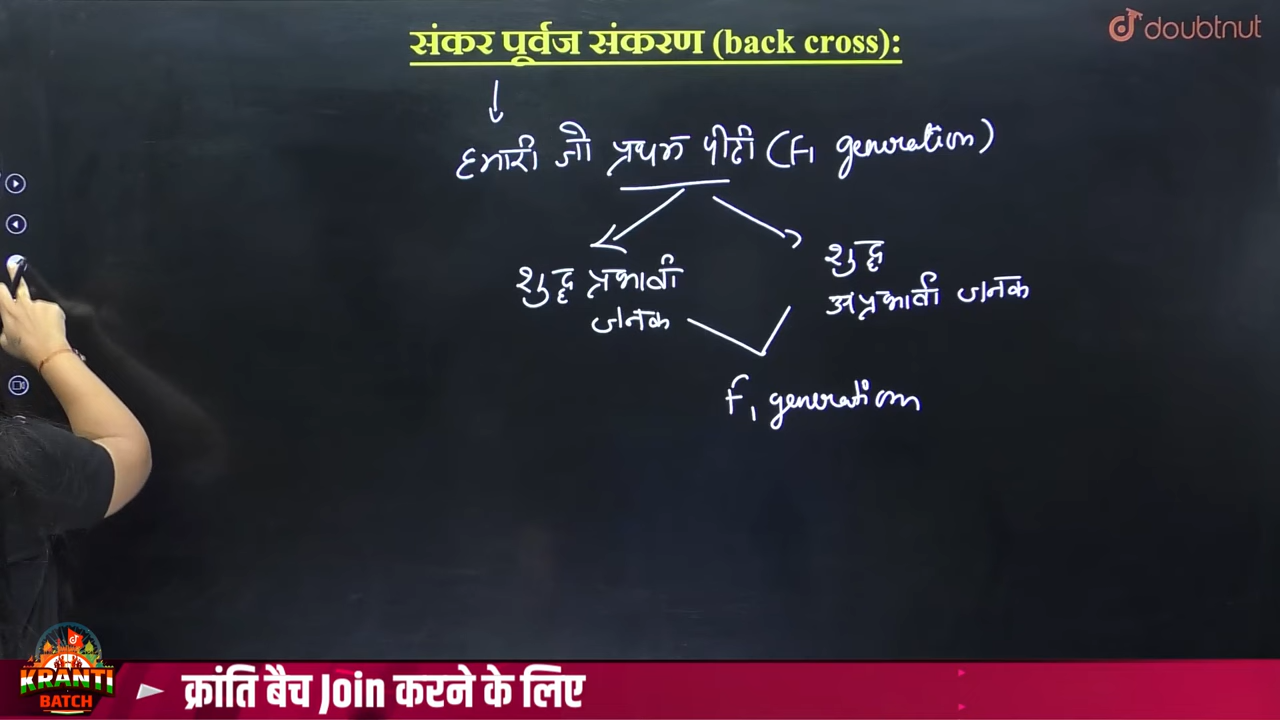 संकर पूर्वज संकरण (back cross):
doubtnut
हमारी जो प्रथम पीढी (F1 generation)
शुद्ध प्रभावी
जनक
शुद्ध
अप्रभावी जनक
F1 generation
KRANTI
BATCH
क्रांति बैच Join करने के लिए